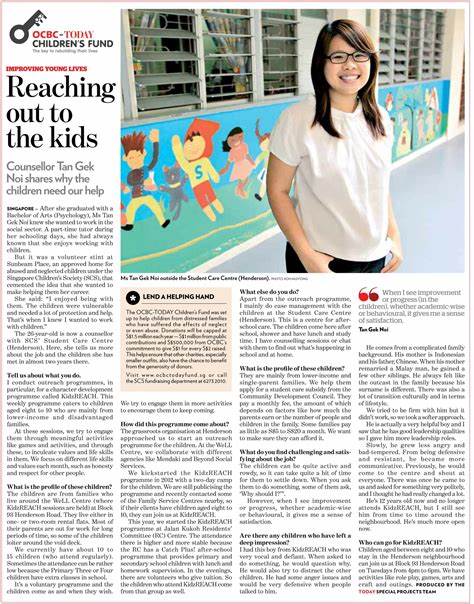 OCBC-TODAY
CHILDREN'S FUND
The key to rebuilding their lives
IMPROVING YOUNG LIVES
Reaching
out to
the kids
Counsellor Tan Gek
Noi shares why the
children need our help
SINGAPORE – After she graduated with a
Bachelor of Arts (Psychology), Ms Tan
Gek Noi knew she wanted to work in the
social sector. A part-time tutor during
her schooling days, she had always
known that she enjoys working with
children.
But it was a volunteer stint at
Sunbeam Place, an approved home for
abused and neglected children under the
Singapore Children's Society (SCS), that
cemented the idea that she wanted to
make helping them her career.
She said: "I enjoyed being with
them. The children were vulnerable
and needed a lot of protection and help.
That's when I knew I wanted to work
with children."
The 26-year-old is now a counsellor
with SCS' Student Care Centre
(Henderson). Here, she tells us more
about the job and the children she has
met in almost two years there.
Tell us about what you do.
I conduct outreach programmes, in
particular, for a character development
programme called KidzREACH. This
weekly programme caters to children
aged eight to 10 who are mainly from
lower-income and disadvantaged
families.
At these sessions, we try to engage
them through meaningful activities
like games and activities, and through
these, to inculcate values and life skills
in them. We focus on different life skills
and values each month, such as honesty
and respect for other people.
What is the profile of these children?
The children are from families who
live around the WeLL Centre (where
KidzREACH sessions are held) at Block
93 Henderson Road. They live either in
one- or two-room rental flats. Most of
their parents are out for work for long
periods of time, so some of the children
loiter around the void deck.
We currently have about 10 to
15 children (who attend regularly).
Sometimes the attendance can be rather
low because the Primary Three or Four
children have extra classes in school.
It's a voluntary programme and the
children come as and when they wish.
Ms Tan Gek Noi outside the Student Care Centre (Henderson).
LEND A HELPING HAND
The OCBC-TODAY Children's Fund was set
up to help children from distressed families
who have suffered the effects of neglect
or even abuse. Donations will be capped at
S$1.5 million each year — S$1 million from public
contributions and S$500,000 from OCBC's
commitment to give S$1 for every S$2 raised.
This helps ensure that other charities, especially
smaller outfits, also have the chance to benefit
from the generosity of donors.
Visit www.ocbctodayfund.sg or call
the SCS fundraising department at 6273 2010.
We try to engage them in more activities
to encourage them to keep coming.
How did this programme come about?
The grassroots organisation at Henderson
approached us to start an outreach
programme for the children. At the WeLL
Centre, we collaborate with different
agencies like Mendaki and Beyond Social
Services.
We kickstarted the KidzREACH
programme in 2012 with a two-day camp
for the children. We are still publicising the
programme and recently contacted some
of the Family Service Centres nearby, so
if their clients have children aged eight to
10, they can join us at KidzREACH.
This year, we started the KidzREACH
programme at Jalan Kukoh Residents'
Committee (RC) Centre. The attendance
there is higher and more stable because
the RC has a Catch Plus! after-school
programme that provides primary and
secondary school children with lunch and
homework supervision. In the evenings,
there are volunteers who give tuition. So
the children who attend KidzREACH come
from that group as well.
What else do you do?
Apart from the outreach programme,
I mainly do case management with the
children at the Student Care Centre
(Henderson). This is a centre for after-
school care. The children come here after
school, shower and have lunch and study
time. I have counselling sessions or chat
with them to find out what's happening in
school and at home.
What is the profile of these children?
They are mainly from lower-income and
single-parent families. We help them
apply for a student care subsidy from the
Community Development Council. They
pay a monthly fee, the amount of which
depends on factors like how much the
parents earn or the number of people and
children in the family. Some families pay
as little as S$5 to S$20 a month. We want
to make sure they can afford it.
What do you find challenging and satis-
fying about the job?
The children can be quite active and
rowdy, so it can take quite a bit of time
for them to settle down. When you ask
them to do something, some of them ask,
"Why should I?"".
However, when I see improvement
or progress, whether academic-wise
or behavioural, it gives me a sense of
satisfaction.
Are there any children who have left a
deep impression?
I had this boy from KidzREACH who was
very vocal and defiant. When asked to
do something, he would question why.
He would also try to distract the other
children. He had some anger issues and
would be very defensive when people
talked to him.
When I see improvement
or progress (in the
children), whether academic-wise
or behavioural, it gives me a sense
of satisfaction.
Tan Gek Noi
He comes from a complicated family
background. His mother is Indonesian
and his father, Chinese. When his mother
remarried a Malay man, he gained a
few other siblings. He always felt like
the outcast in the family because his
surname is different. There was also a
lot of transition culturally and in terms
of lifestyle.
We tried to be firm with him but it
didn't work, so we took a softer approach.
He is actually a very helpful boy and I
saw that he has good leadership qualities
so I gave him more leadership roles.
Slowly, he grew less angry and
bad-tempered. From being defensive
and resistant, he became more
communicative. Previously, he would
come to the centre and shout at
everyone. There was once he came to
us and asked for something very politely,
and I thought he had really changed a lot.
He's 12 years old now and no longer
attends KidzREACH, but I still see
him from time to time around the
neighbourhood. He's much more open
now.
Who can go for KidzREACH?
Children aged between eight and 10 who
stay in the Henderson neighbourhood
can join us at KidzREACH on Thursdays,
from the time of 4pm to 6pm. We have
activities like role play, games, arts and
craft and outings. PRODUCED BY THE
TODAY SPECIAL PROJECTS TEAM